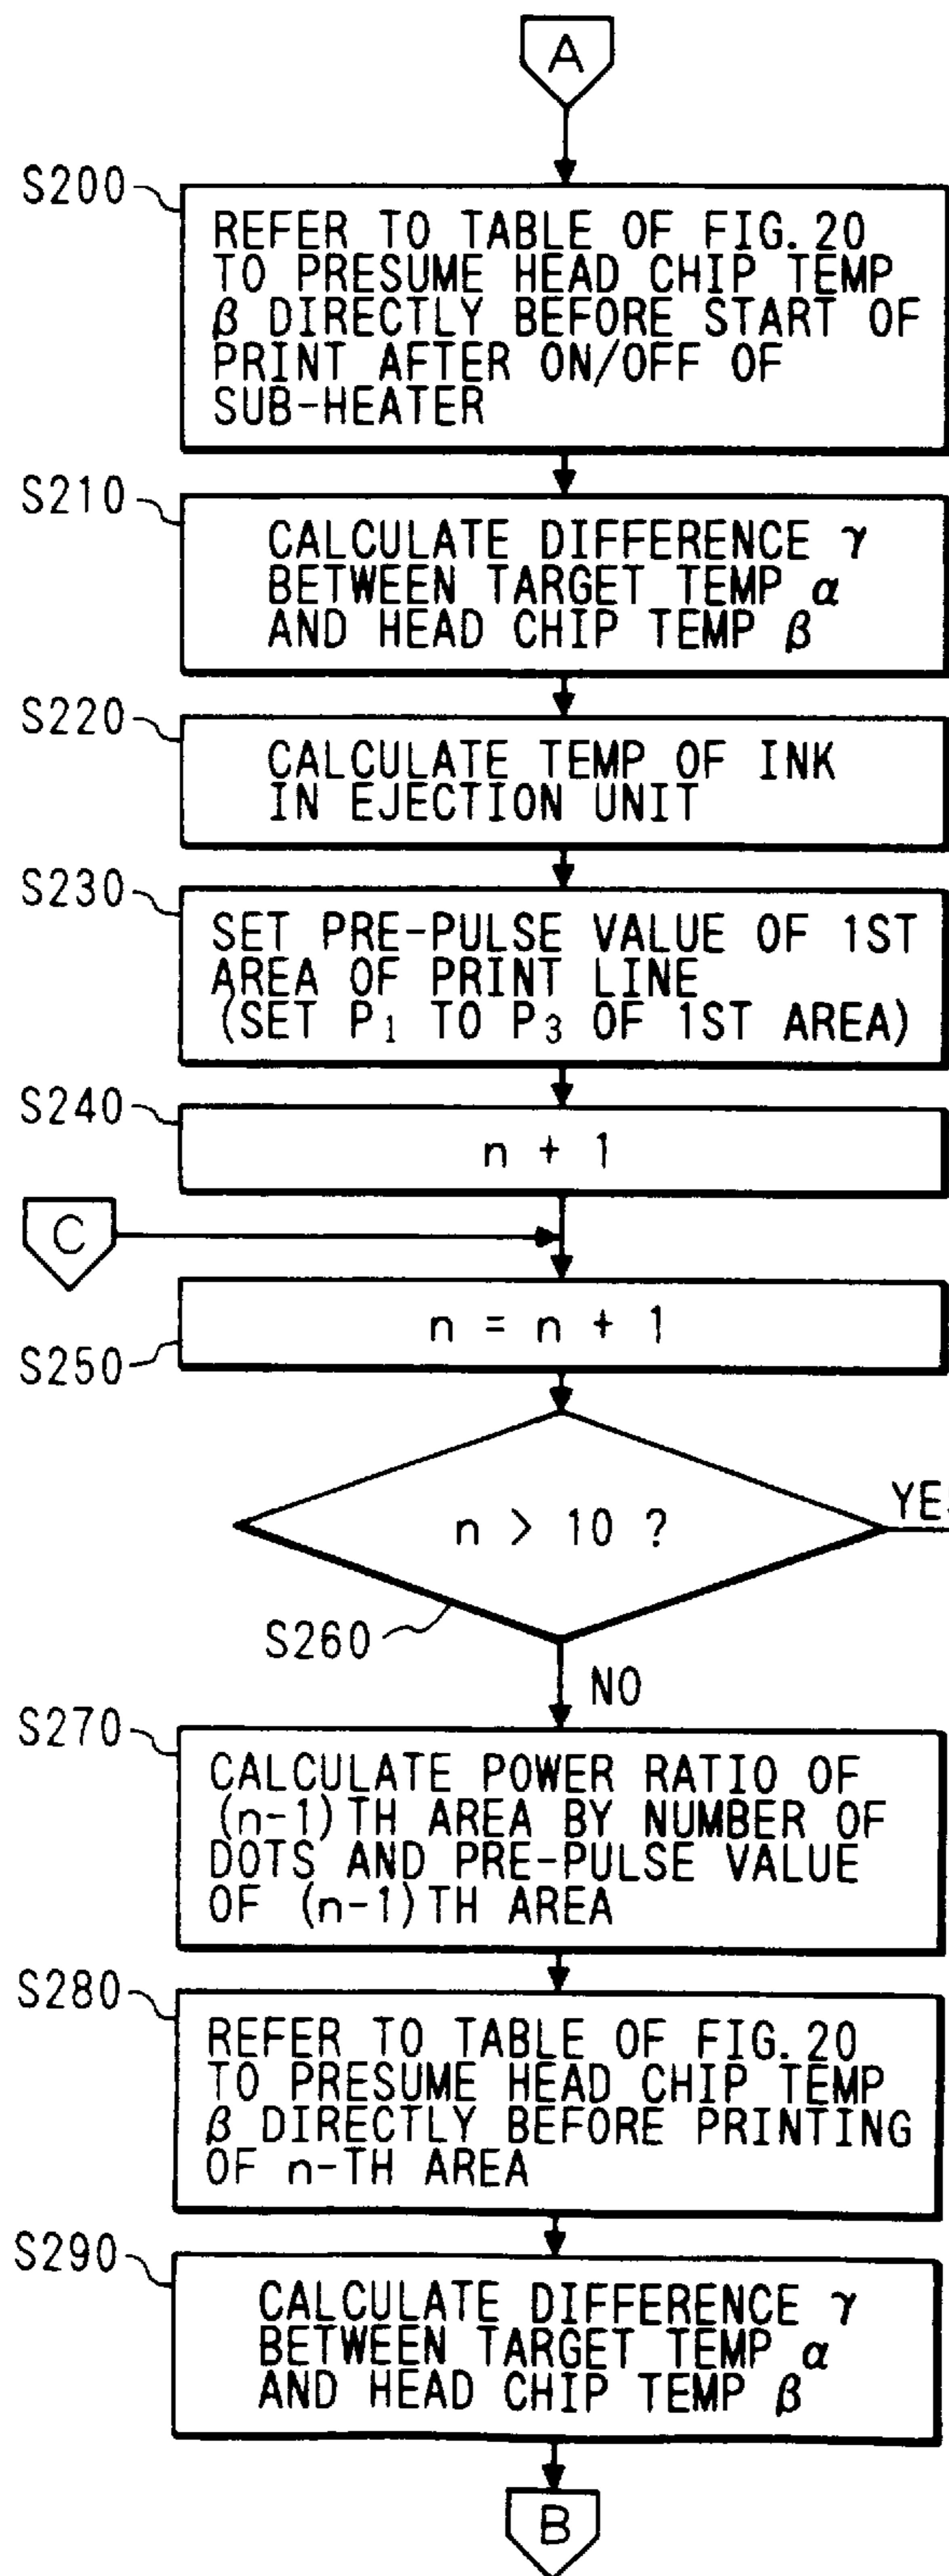 A
S200
REFER TO TABLE OF FIG. 20
TO PRESUME HEAD CHIP TEMP
β DIRECTLY BEFORE START OF
PRINT AFTER ON/OFF OF
SUB-HEATER
S210
CALCULATE DIFFERENCE γ
BETWEEN TARGET TEMP α
AND HEAD CHIP TEMP β
S220
CALCULATE TEMP OF INK
IN EJECTION UNIT
S230
SET PRE-PULSE VALUE OF 1ST
AREA OF PRINT LINE
(SET P₁ TO P₃ OF 1ST AREA)
S240
n + 1
C
n = n + 1
S250
n > 10 ?
YES
S260
NO
S270
CALCULATE POWER RATIO OF
(n-1)TH AREA BY NUMBER OF
DOTS AND PRE-PULSE VALUE
OF (n-1)TH AREA
S280
REFER TO TABLE OF FIG. 20
TO PRESUME HEAD CHIP TEMP
β DIRECTLY BEFORE PRINTING
OF n-TH AREA
S290
CALCULATE DIFFERENCE γ
BETWEEN TARGET TEMP α
AND HEAD CHIP TEMP β
B